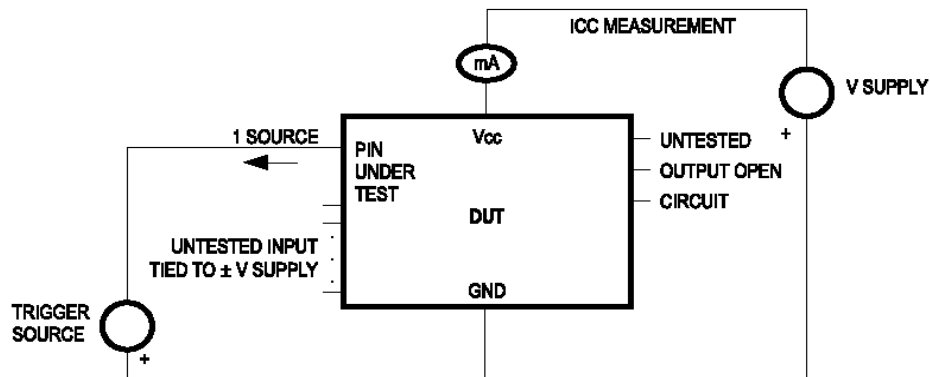 ICC MEASUREMENT
mA
V SUPPLY
+
1 SOURCE
Vcc
PIN
UNDER
TEST
UNTESTED
OUTPUT OPEN
CIRCUIT
DUT
UNTESTED INPUT
TIED TO ± V SUPPLY
GND
TRIGGER
SOURCE
+